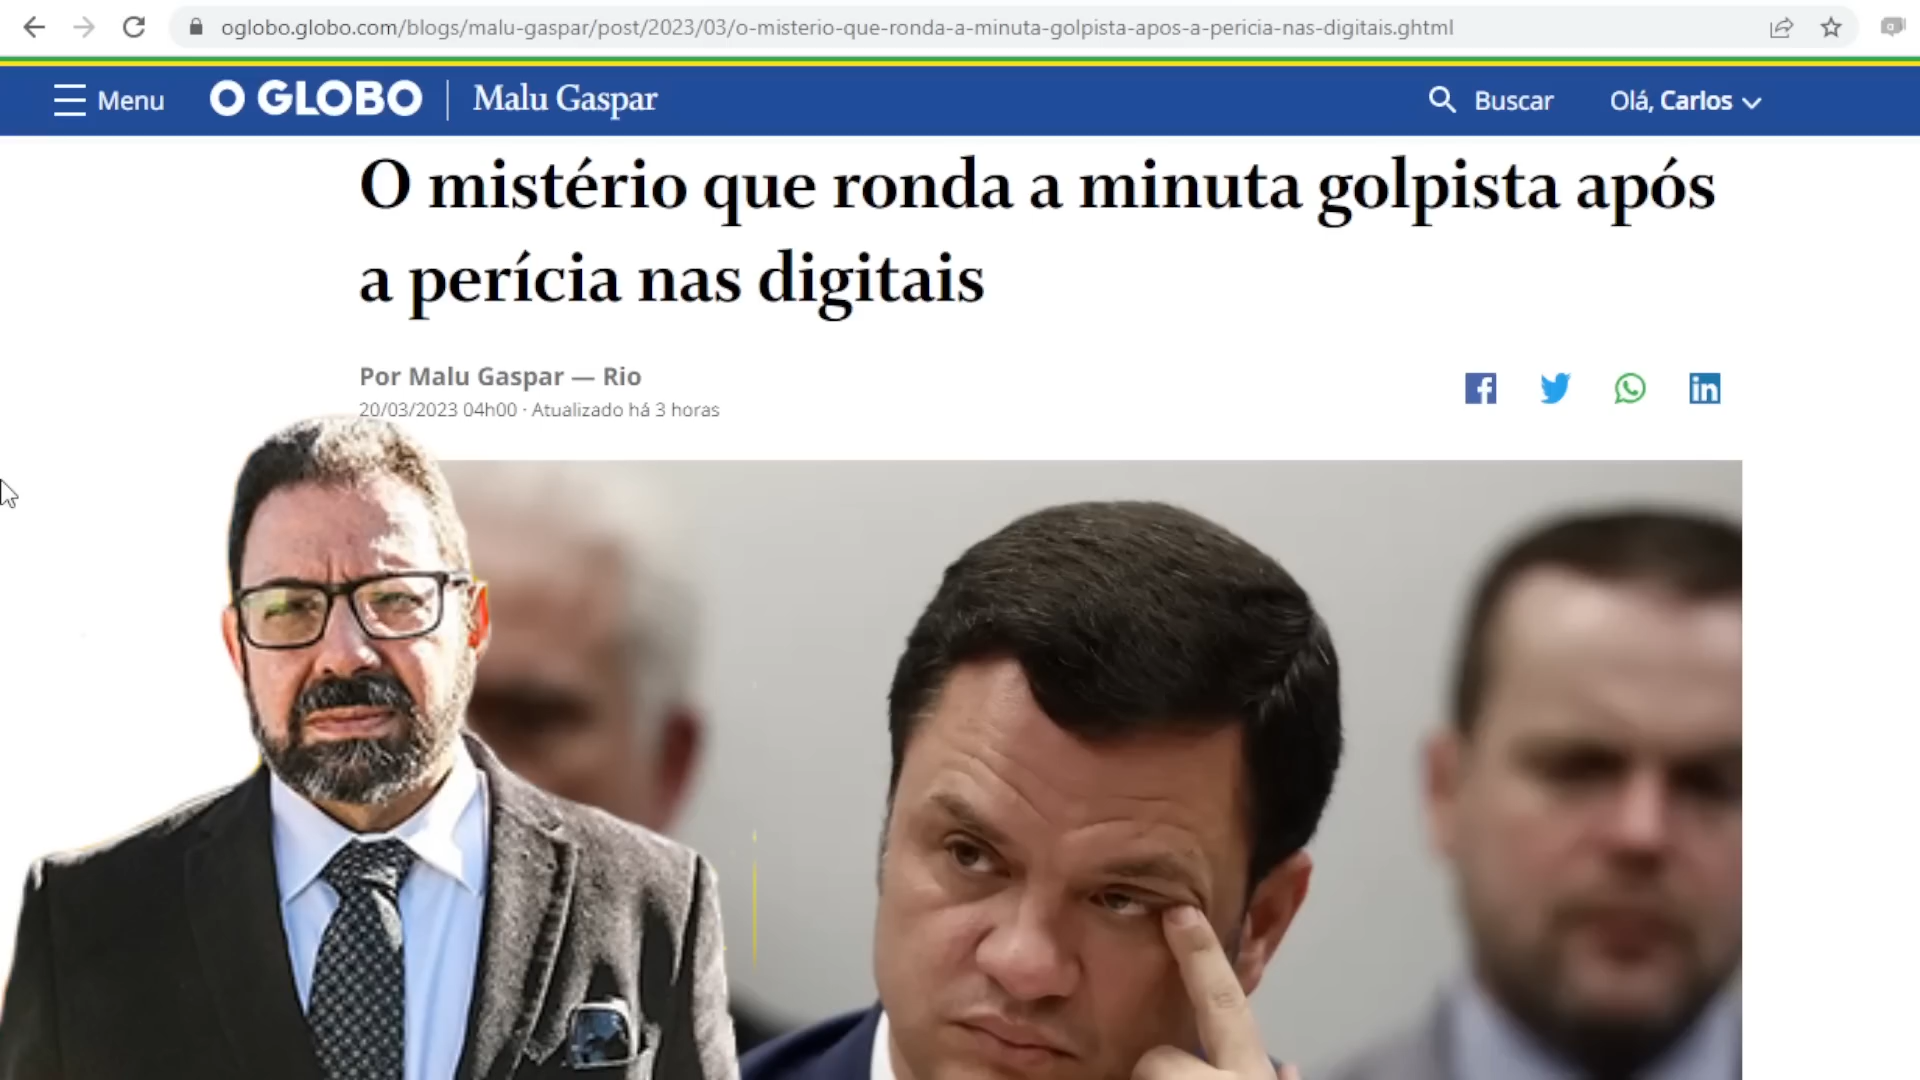 oglobo.globo.com/blogs/malu-gaspar/post/2023/03/o-misterio-que-ronda-a-minuta-golpista-apos-a-pericia-nas-digitais.ghtml
Menu O GLOBO Malu Gaspar Buscar Olá, Carlos
O mistério que ronda a minuta golpista após
a perícia nas digitais
Por Malu Gaspar — Rio
20/03/2023 04h00 · Atualizado há 3 horas